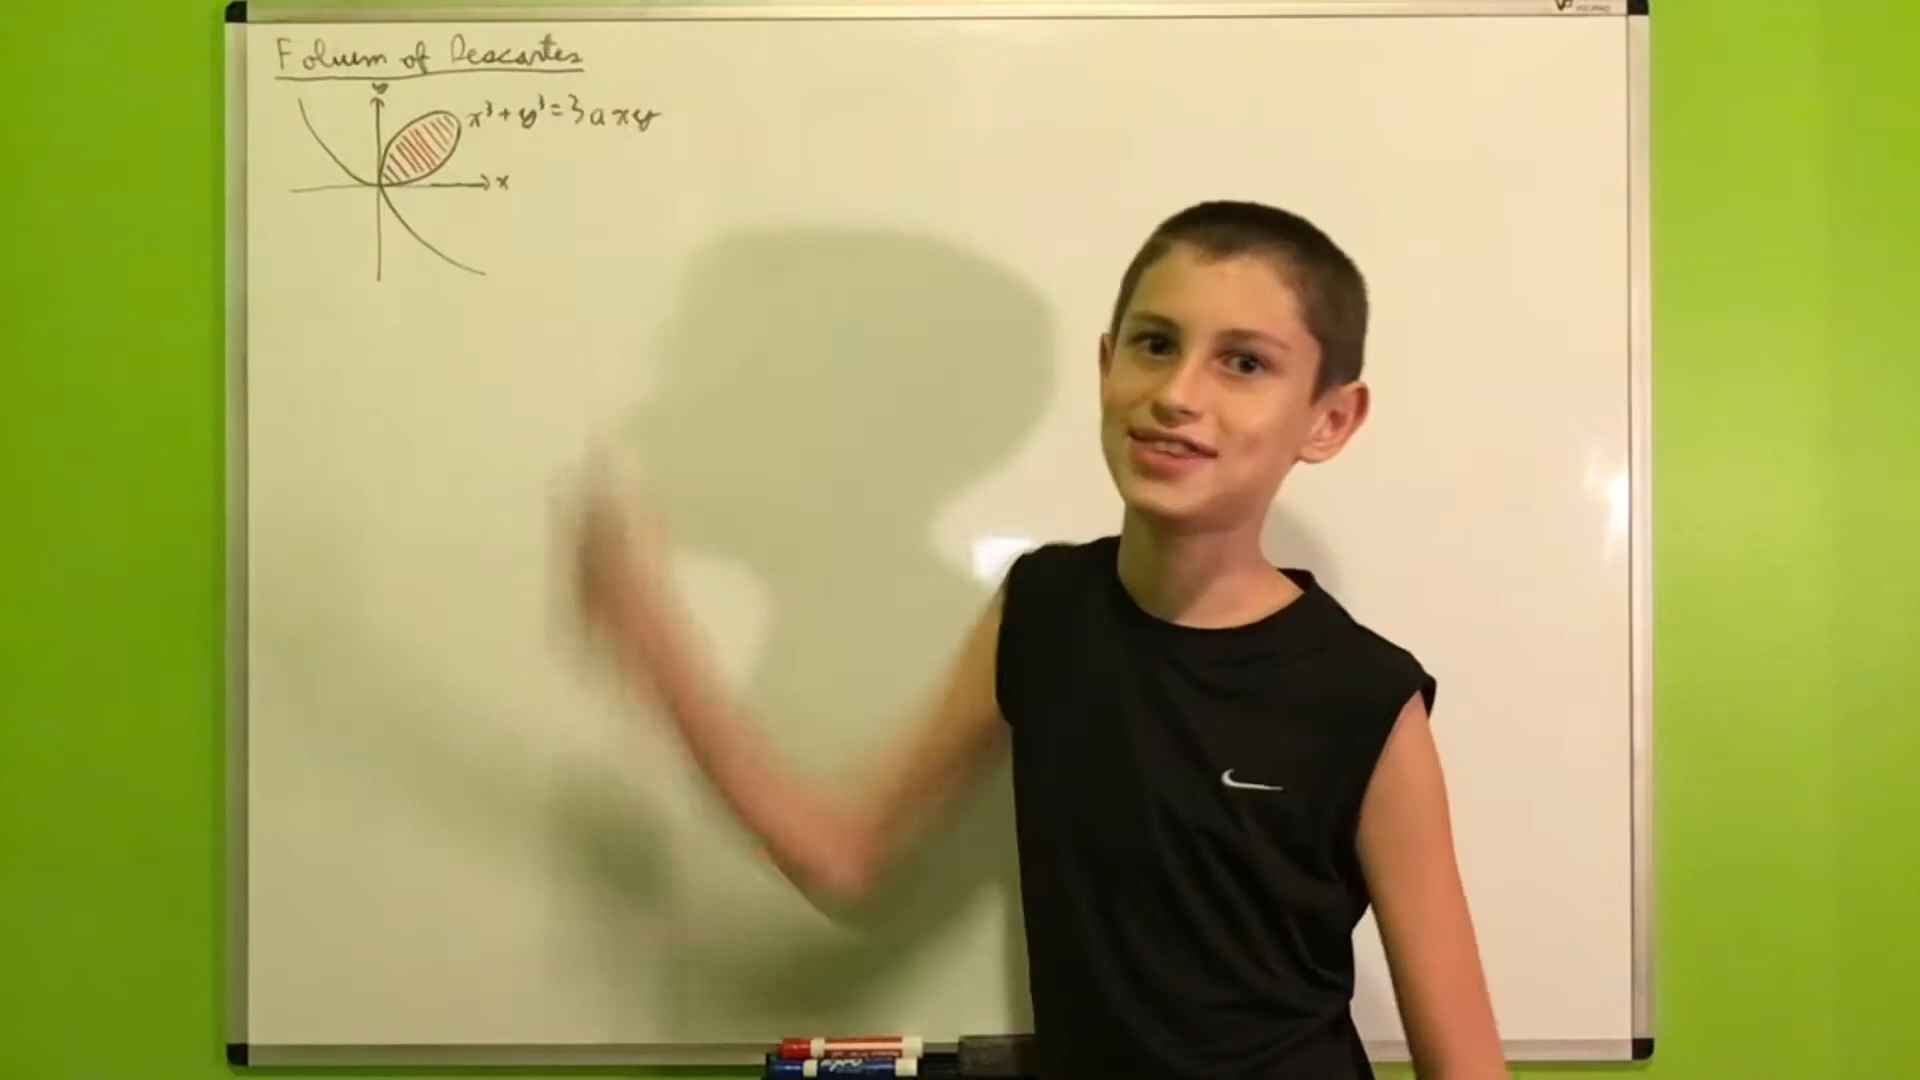 Folium of Descartes
y
x³+y³=3axy
x